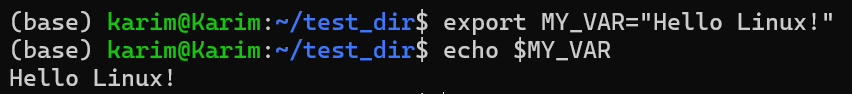 (base) karim@Karim:~/test_dir$ export MY_VAR="Hello Linux!"
(base) karim@Karim:~/test_dir$ echo $MY_VAR
Hello Linux!